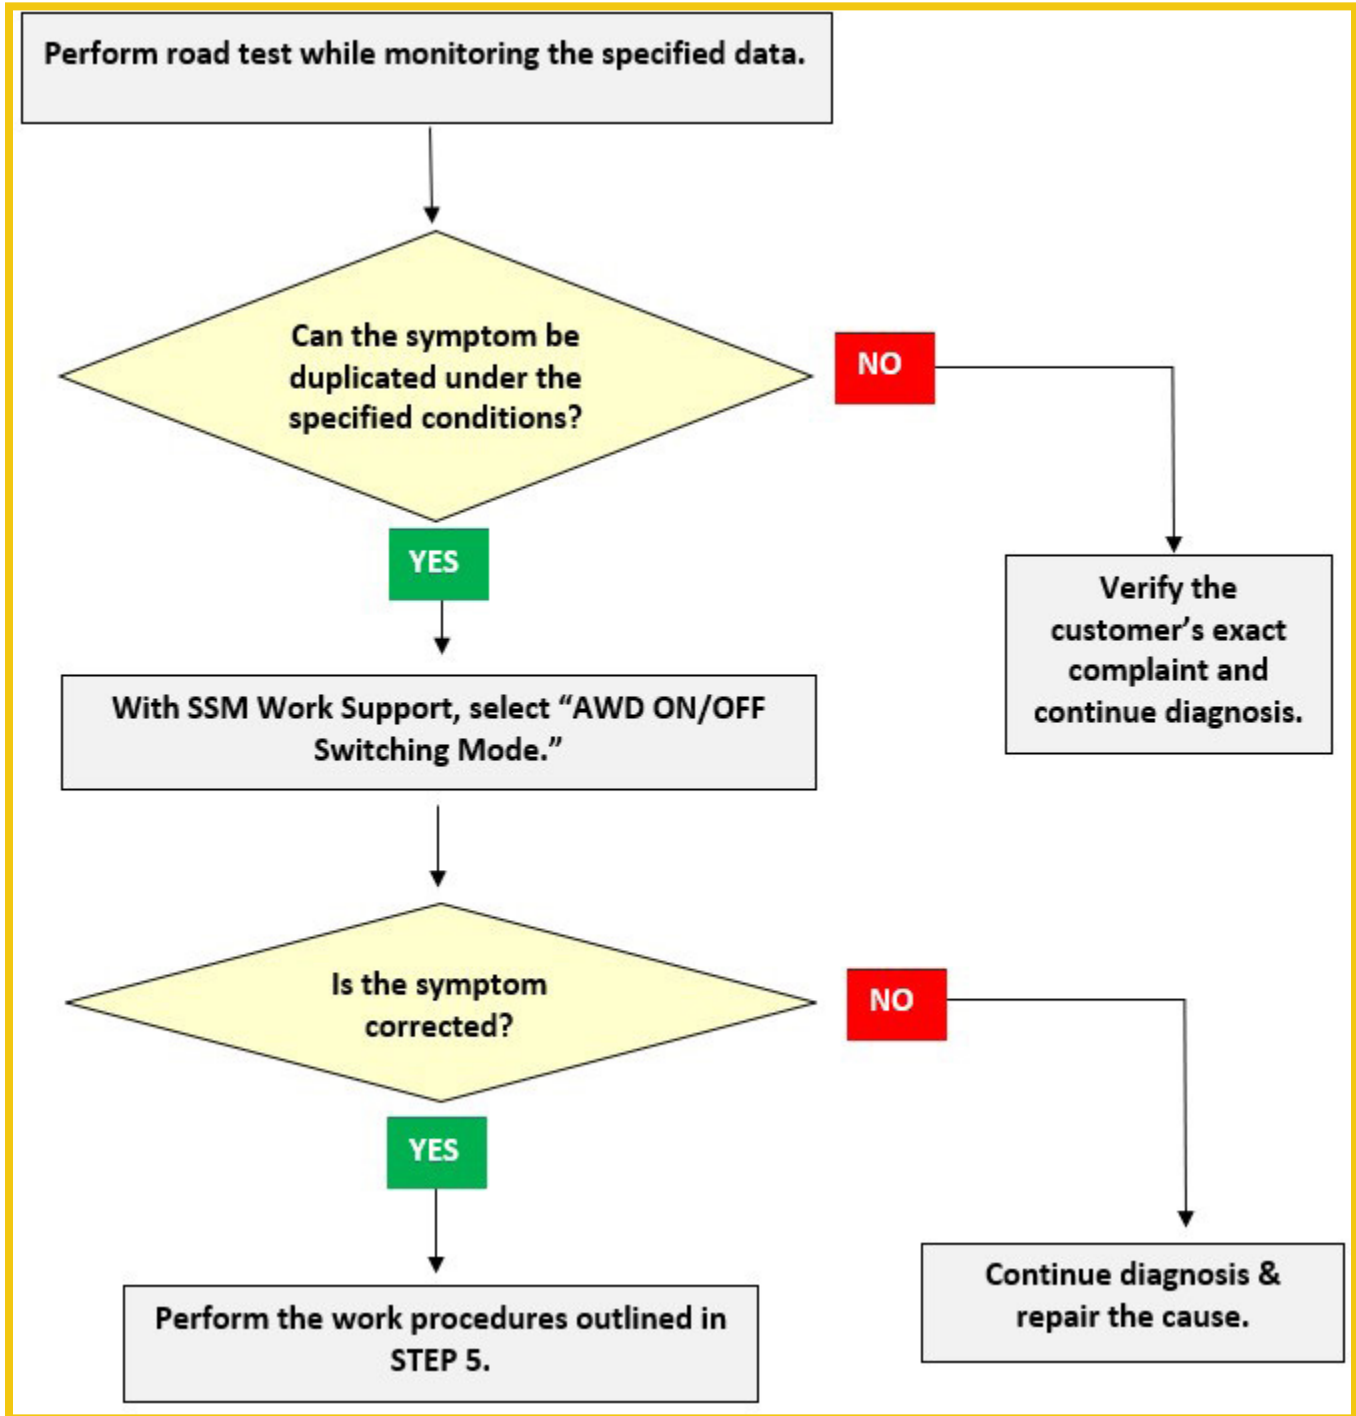 Perform road test while monitoring the specified data.
Can the symptom be
duplicated under the
specified conditions?
NO
YES
Verify the
customer’s exact
complaint and
continue diagnosis.
With SSM Work Support, select “AWD ON/OFF
Switching Mode.”
Is the symptom
corrected?
NO
YES
Continue diagnosis &
repair the cause.
Perform the work procedures outlined in
STEP 5.